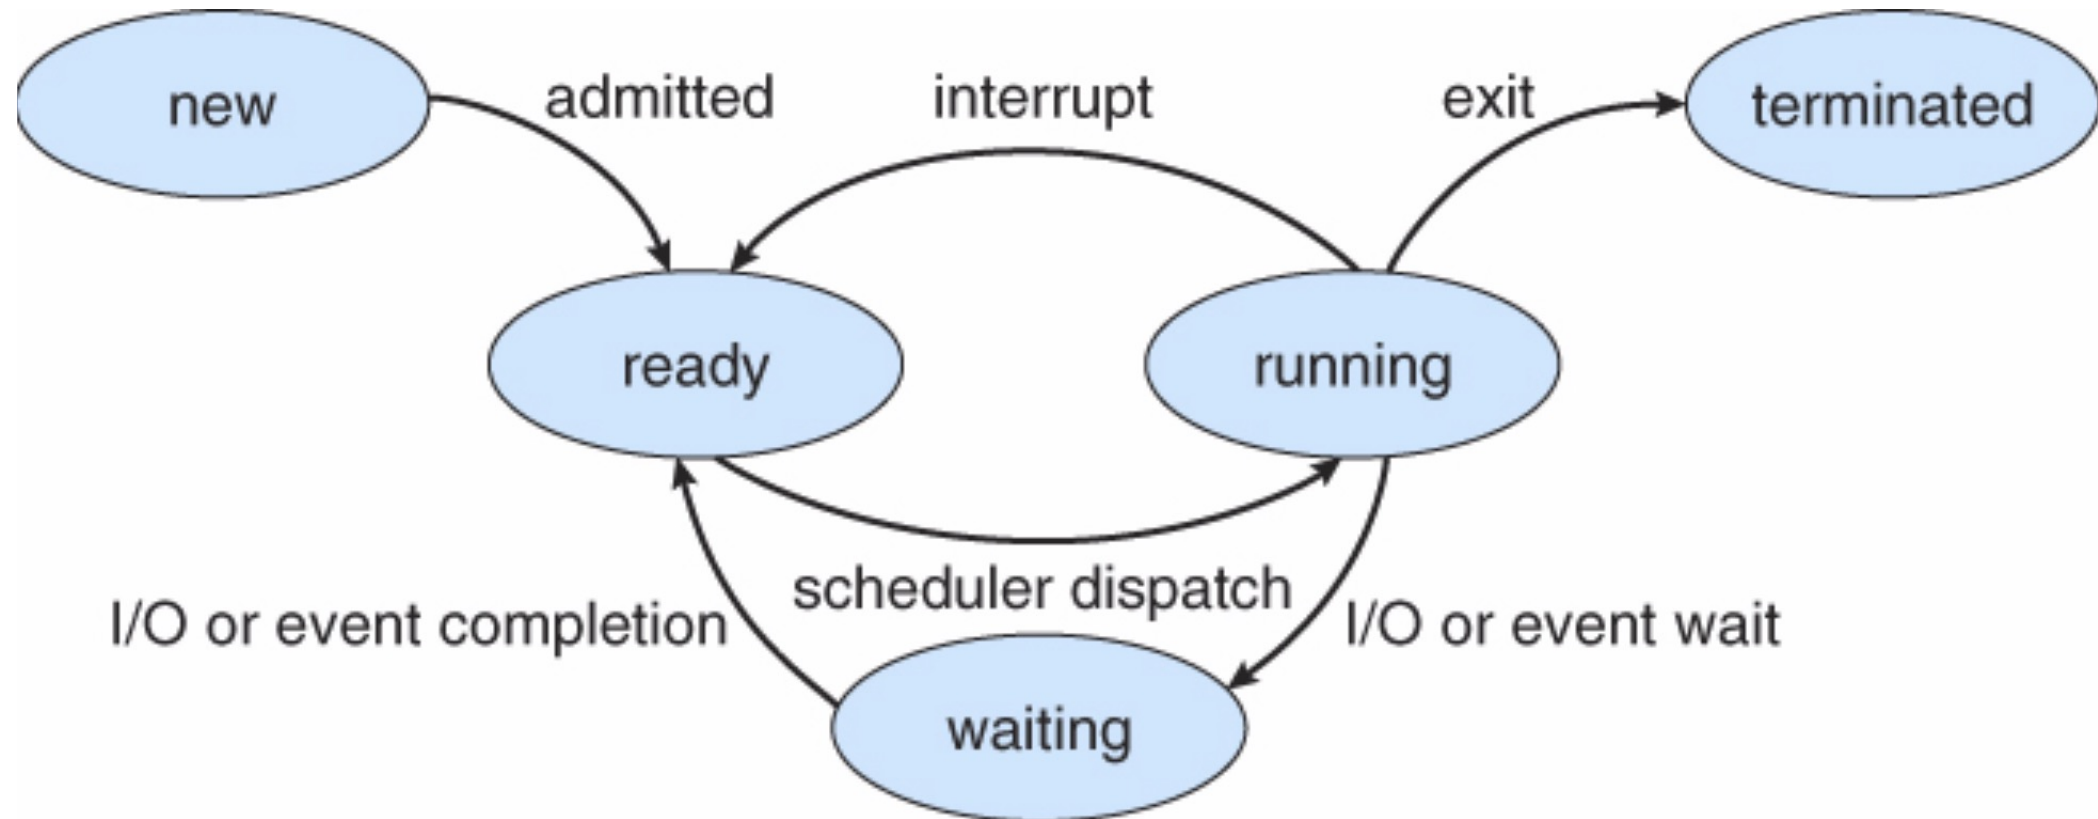 new
admitted
interrupt
exit
terminated
ready
running
scheduler dispatch
I/O or event completion
I/O or event wait
waiting